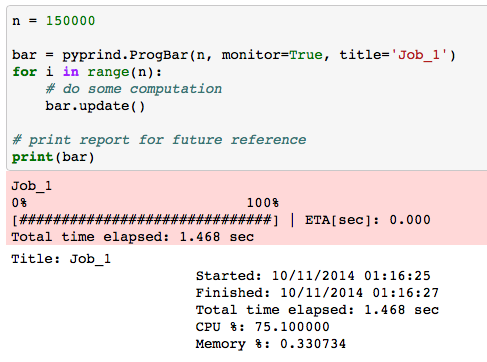 n = 150000
bar = pyprind.ProgBar(n, monitor=True, title='Job_1')
for i in range(n):
    # do some computation
    bar.update()
# print report for future reference
print(bar)
Job_1
0%                          100%
[##############################] | ETA[sec]: 0.000
Total time elapsed: 1.468 sec
Title: Job_1
                      Started: 10/11/2014 01:16:25
                      Finished: 10/11/2014 01:16:27
                      Total time elapsed: 1.468 sec
                      CPU %: 75.100000
                      Memory %: 0.330734